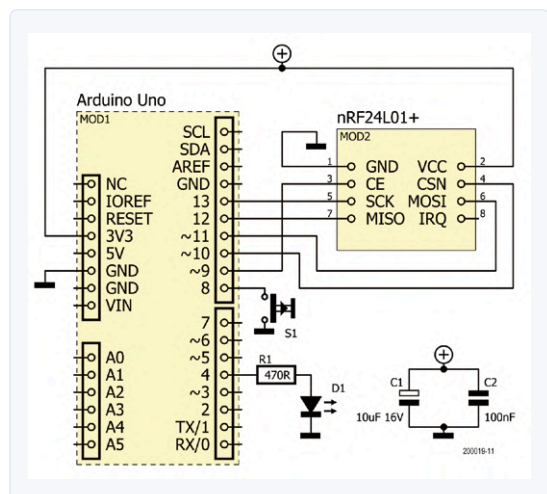 Arduino Uno
MOD1
SCL
SDA
AREF
GND
13
12
~11
~10
~9
8
NC
IOREF
RESET
3V3
5V
GND
GND
VIN
7
~6
~5
4
~3
2
TX/1
RX/0
A0
A1
A2
A3
A4
A5
nRF24L01+
MOD2
1 GND VCC 2
3 CE CSN 4
5 SCK MOSI 6
7 MISO IRQ 8
S1
R1
470R
D1
C1
10uF 16V
C2
100nF
200019-11